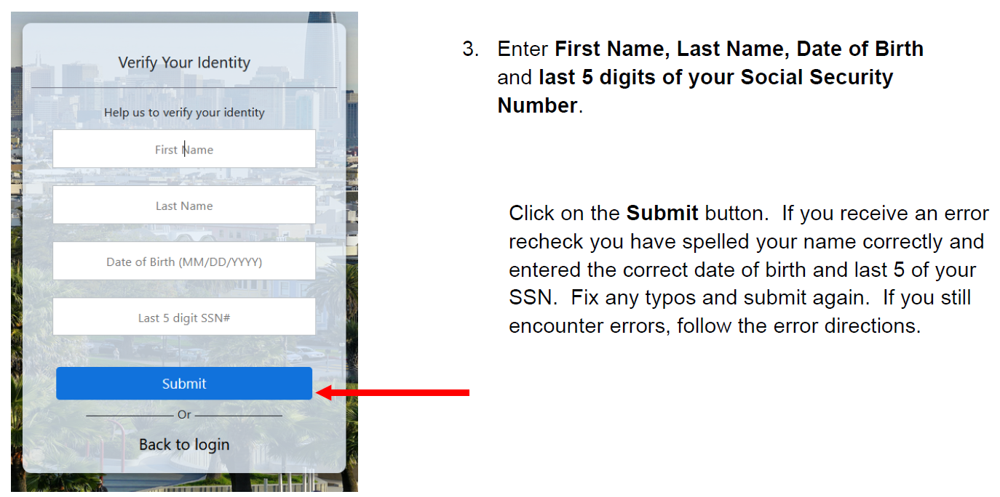 Verify Your Identity
Help us to verify your identity
First Name
Last Name
Date of Birth (MM/DD/YYYY)
Last 5 digit SSN#
Submit
Or
Back to login
3. Enter First Name, Last Name, Date of Birth
and last 5 digits of your Social Security
Number.
Click on the Submit button. If you receive an error
recheck you have spelled your name correctly and
entered the correct date of birth and last 5 of your
SSN. Fix any typos and submit again. If you still
encounter errors, follow the error directions.